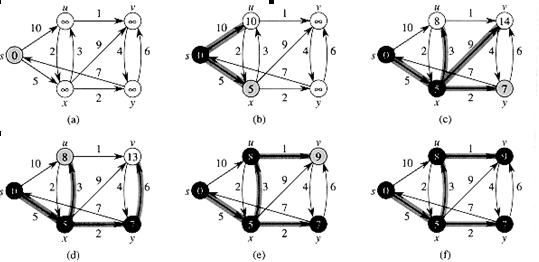 u v
∞ 1 ∞
10 9
s 0 2 3 4 6
5 7
∞ 2 ∞
x y
(a)
u v
10 1 ∞
10 9
s 0 2 3 4 6
5 7
5 2 ∞
x y
(b)
u v
8 1 14
10 9
s 0 2 3 4 6
5 7
5 2 7
x y
(c)
u v
8 1 13
10 9
s 0 2 3 4 6
5 7
5 2 7
x y
(d)
u v
8 1 9
10 9
s 0 2 3 4 6
5 7
5 2 7
x y
(e)
u v
8 1 9
10 9
s 0 2 3 4 6
5 7
5 2 7
x y
(f)